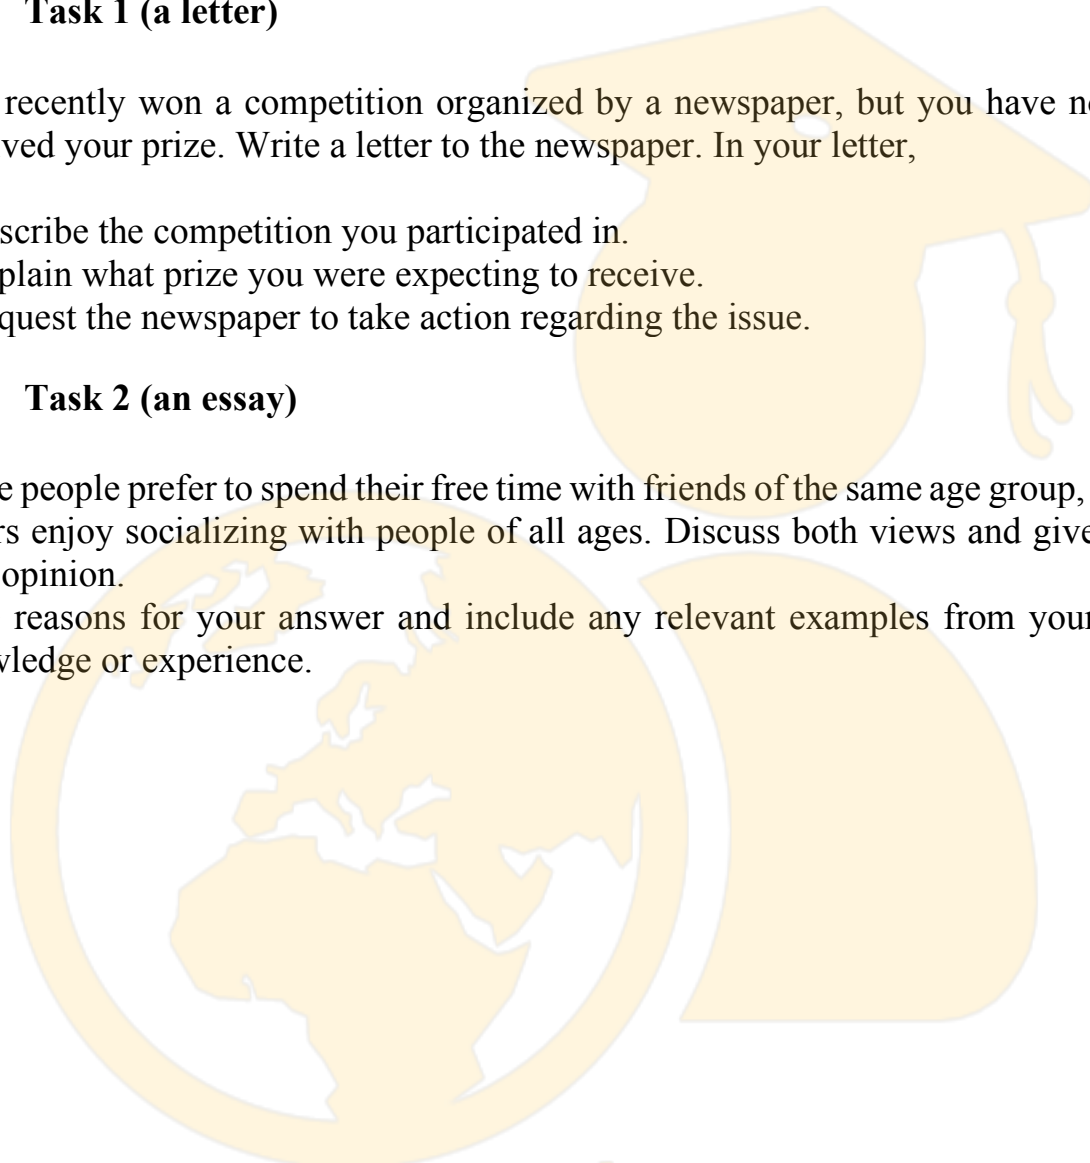 Task 1 (a letter)
recently won a competition organized by a newspaper, but you have
ved your prize. Write a letter to the newspaper. In your letter,
scribe the competition you participated in.
plain what prize you were expecting to receive.
quest the newspaper to take action regarding the issue.
Task 2 (an essay)
e people prefer to spend their free time with friends of the same age group,
rs enjoy socializing with people of all ages. Discuss both views and give
opinion.
reasons for your answer and include any relevant examples from your
wledge or experience.